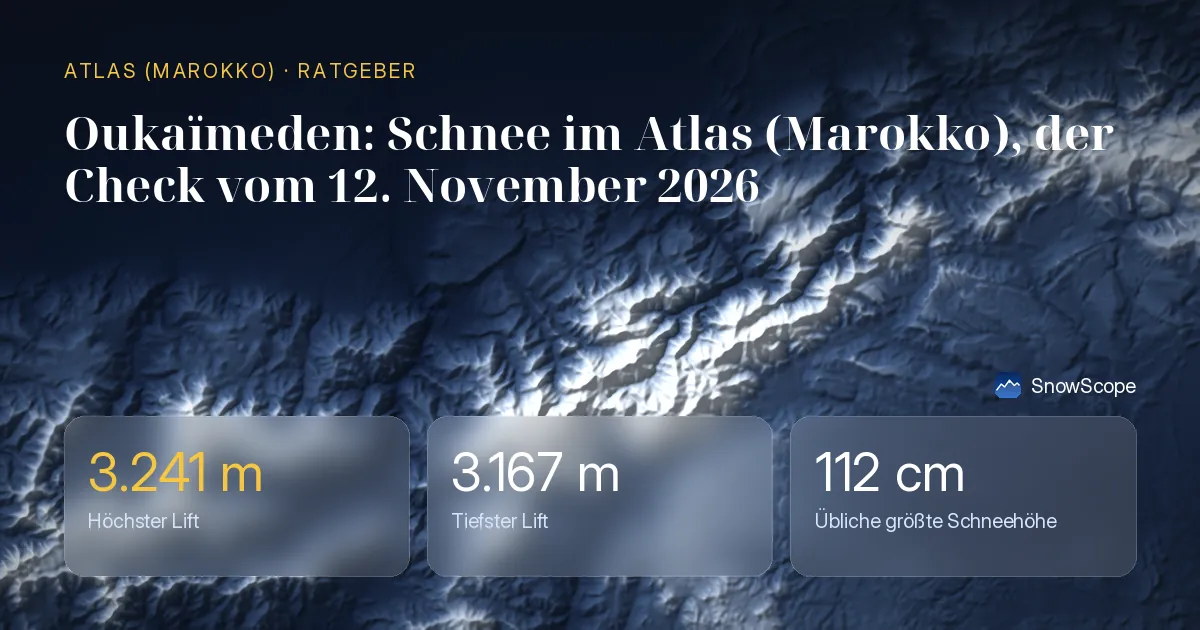 ATLAS (MAROKKO) · RATGEBER
Oukaïmeden: Schnee im Atlas (Marokko), der
Check vom 12. November 2026
SnowScope
3.241 m
Höchster Lift
3.167 m
Tiefster Lift
112 cm
Übliche größte Schneehöhe